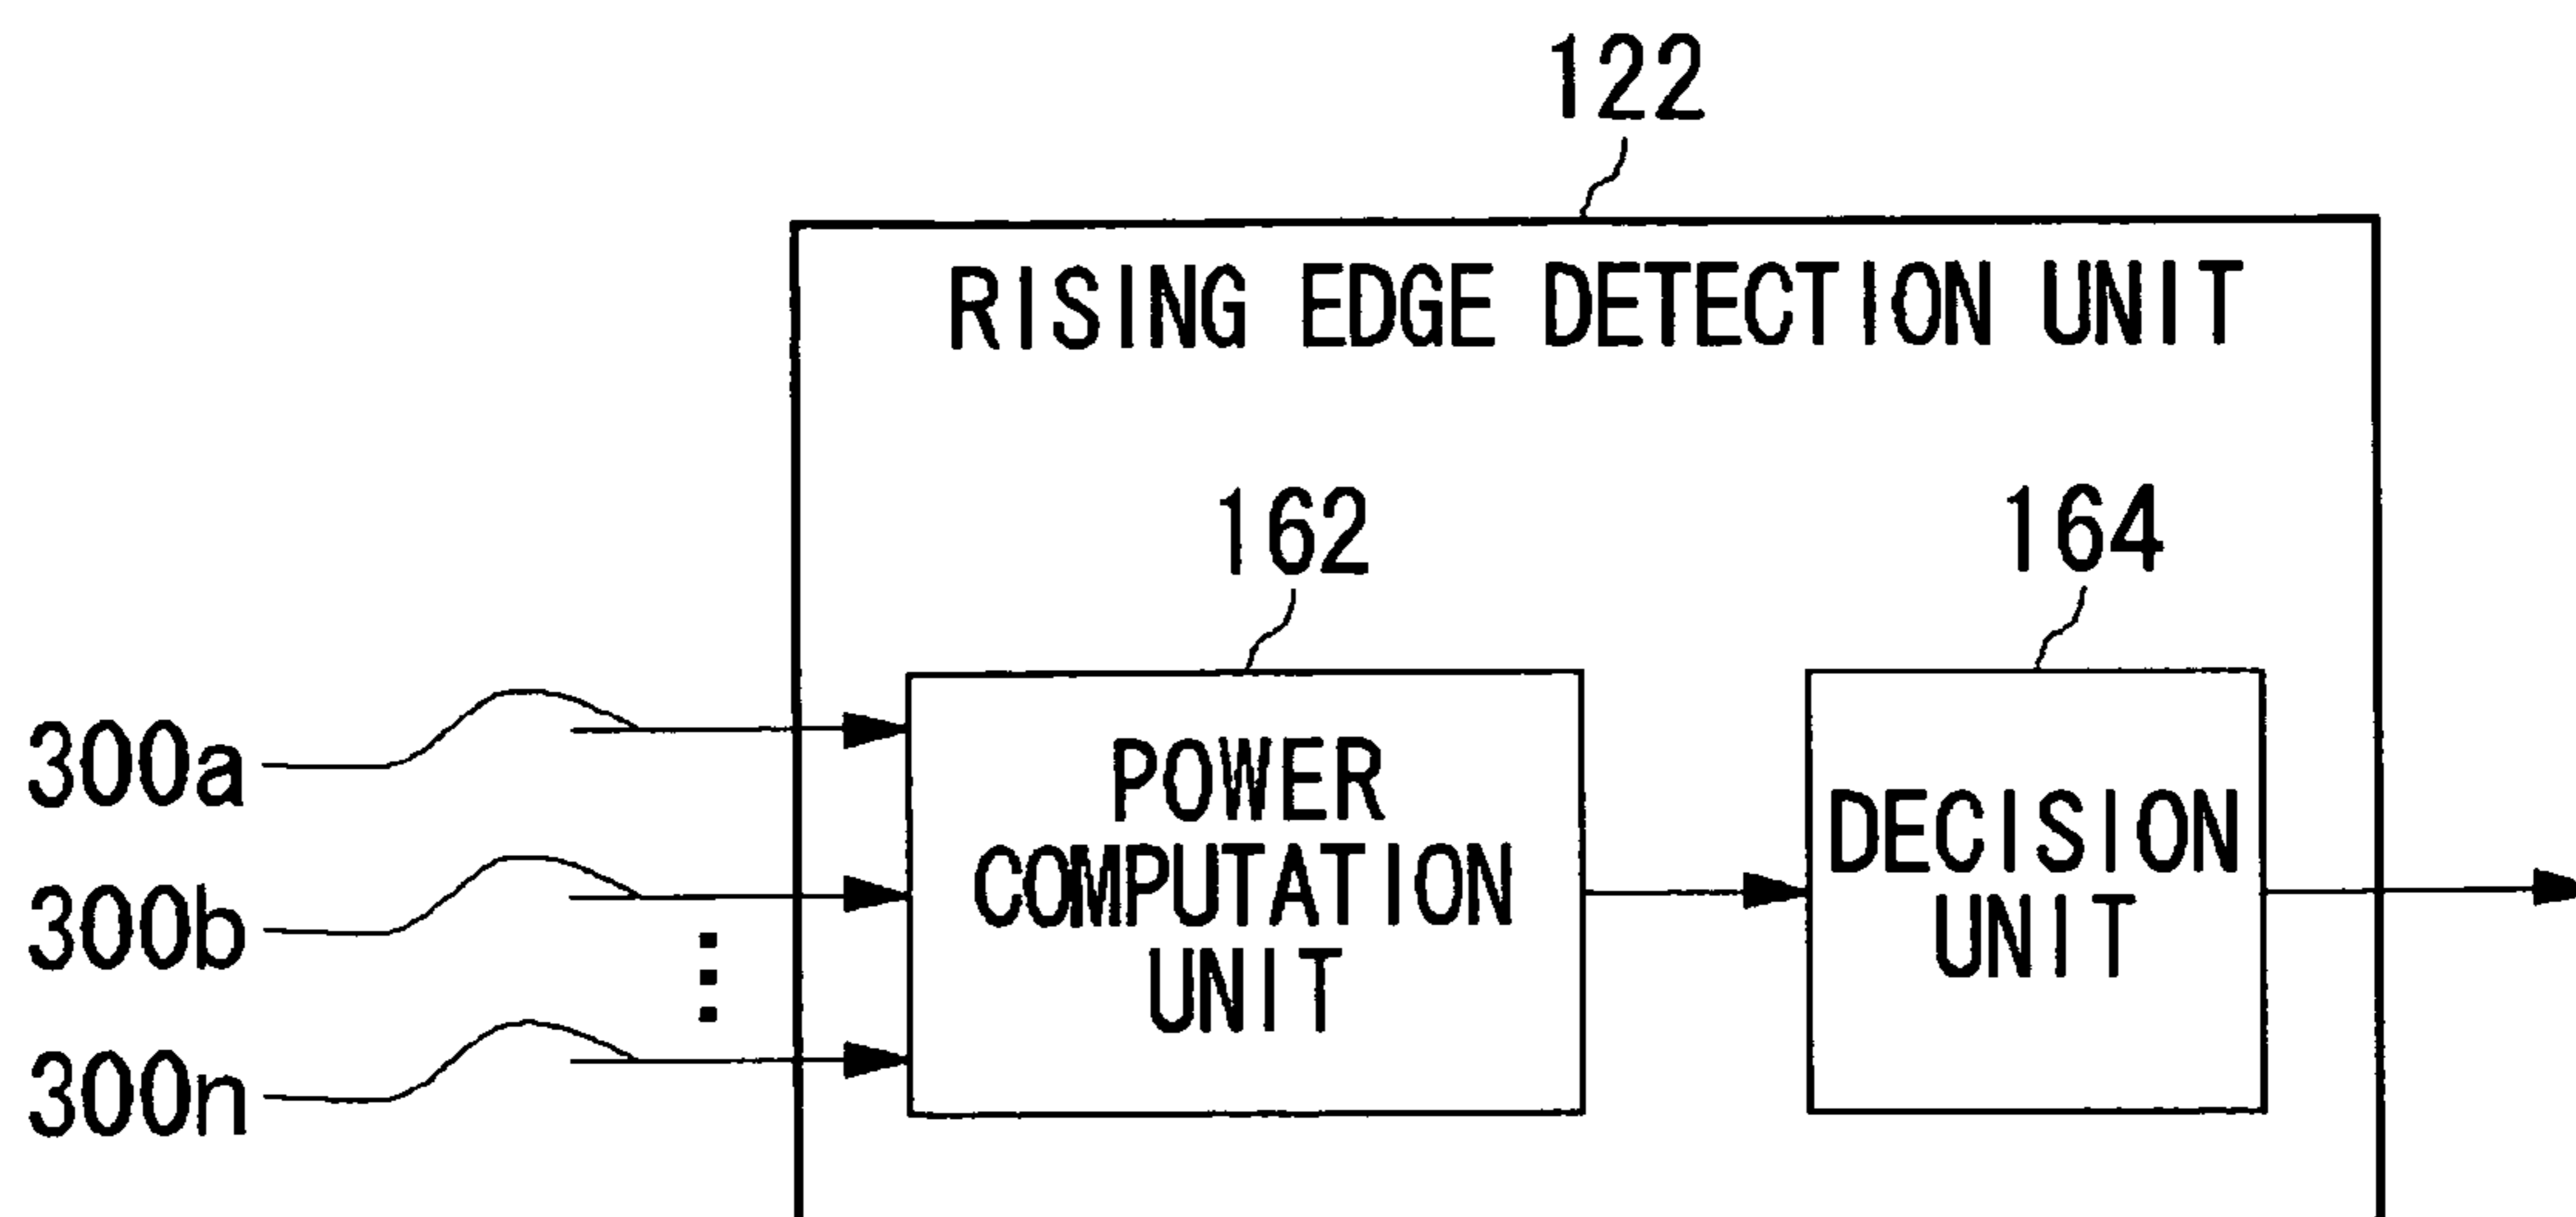 122
RISING EDGE DETECTION UNIT
162
164
300a
300b
300n
POWER
COMPUTATION
UNIT
DECISION
UNIT